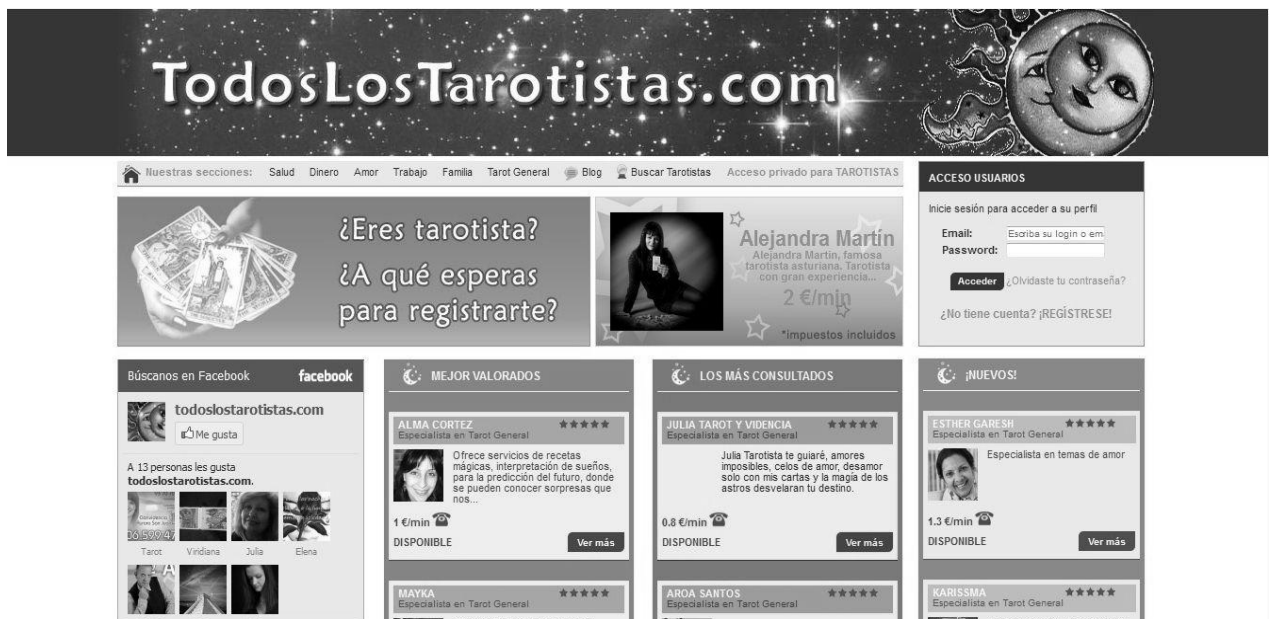 TodosLosTarotistas.com
Nuestras secciones: Salud Dinero Amor Trabajo Familia Tarot General Blog Buscar Tarotistas Acceso privado para TAROTISTAS
¿Eres tarotista?
¿A qué esperas
para registrarte?
Alejandra Martín
Alejandra Martin, famosa
tarotista asturiana. Tarotista
con gran experiencia...
2 €/min
*impuestos incluidos
ACCESO USUARIOS
Inicie sesión para acceder a su perfil
Email: Escriba su login o em
Password:
Acceder ¿Olvidaste tu contraseña?
¿No tiene cuenta? ¡REGÍSTRESE!
Búscanos en Facebook facebook
todoslostarotistas.com
Me gusta
A 13 personas les gusta
todoslostarotistas.com.
Tarot Viridiana Julia Elena
MEJOR VALORADOS
ALMA CORTEZ
Especialista en Tarot General
Ofrece servicios de recetas
mágicas, interpretación de sueños,
para la predicción del futuro, donde
se pueden conocer sorpresas que
nos...
1 €/min
DISPONIBLE Ver más
MAYKA
Especialista en Tarot General
LOS MÁS CONSULTADOS
JULIA TAROT Y VIDENCIA
Especialista en Tarot General
Julia Tarotista te guiaré, amores
imposibles, celos de amor, desamor
solo con mis cartas y la magia de los
astros desvelaran tu destino.
0.8 €/min
DISPONIBLE Ver más
AROA SANTOS
Especialista en Tarot General
¡NUEVOS!
ESTHER GARESH
Especialista en Tarot General
Especialista en temas de amor
1.3 €/min
DISPONIBLE Ver más
KARISSMA
Especialista en Tarot General